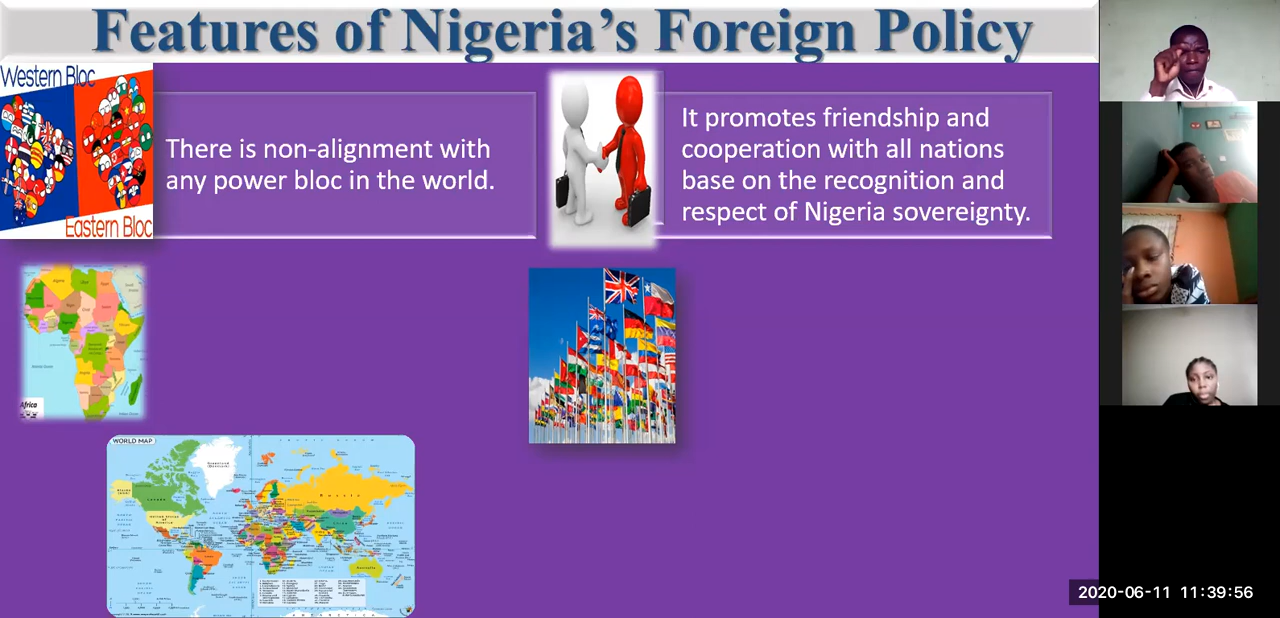 Features of Nigeria's Foreign Policy
Western Bloc
Eastern Bloc
There is non-alignment with
any power bloc in the world.
It promotes friendship and
cooperation with all nations
base on the recognition and
respect of Nigeria sovereignty.
Africa
WORLD MAP
Russia
2020-06-11 11:39:56